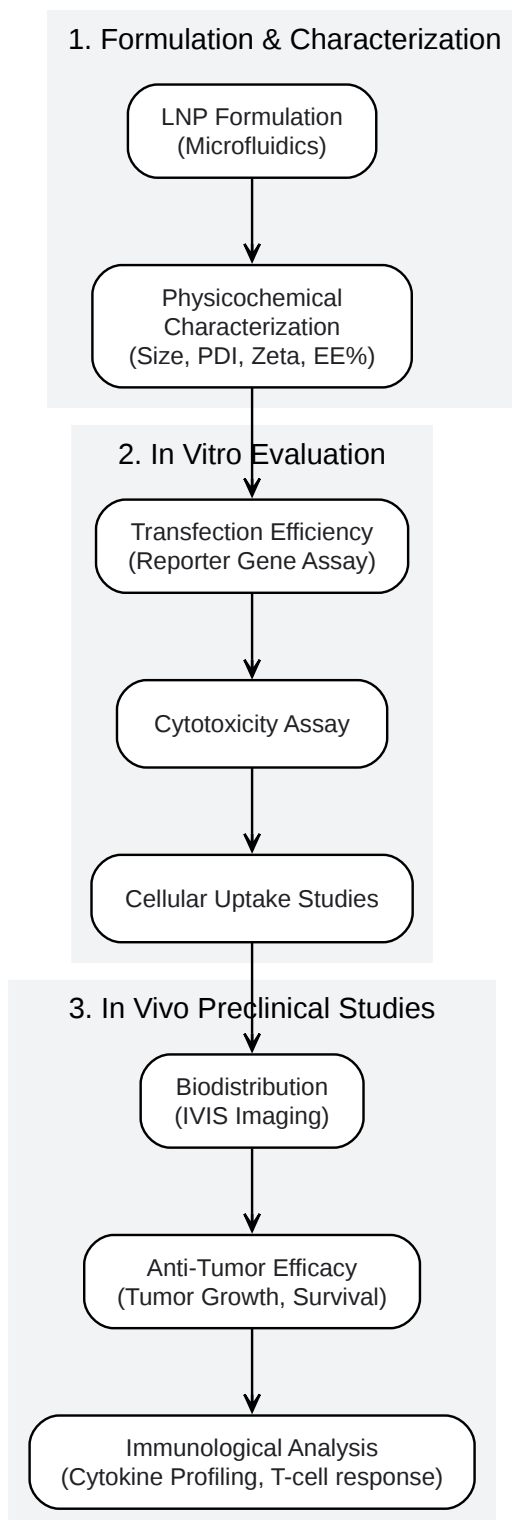 1. Formulation & Characterization
LNP Formulation
(Microfluidics)
Physicochemical
Characterization
(Size, PDI, Zeta, EE%)
2. In Vitro Evaluation
Transfection Efficiency
(Reporter Gene Assay)
Cytotoxicity Assay
Cellular Uptake Studies
3. In Vivo Preclinical Studies
Biodistribution
(IVIS Imaging)
Anti-Tumor Efficacy
(Tumor Growth, Survival)
Immunological Analysis
(Cytokine Profiling, T-cell response)